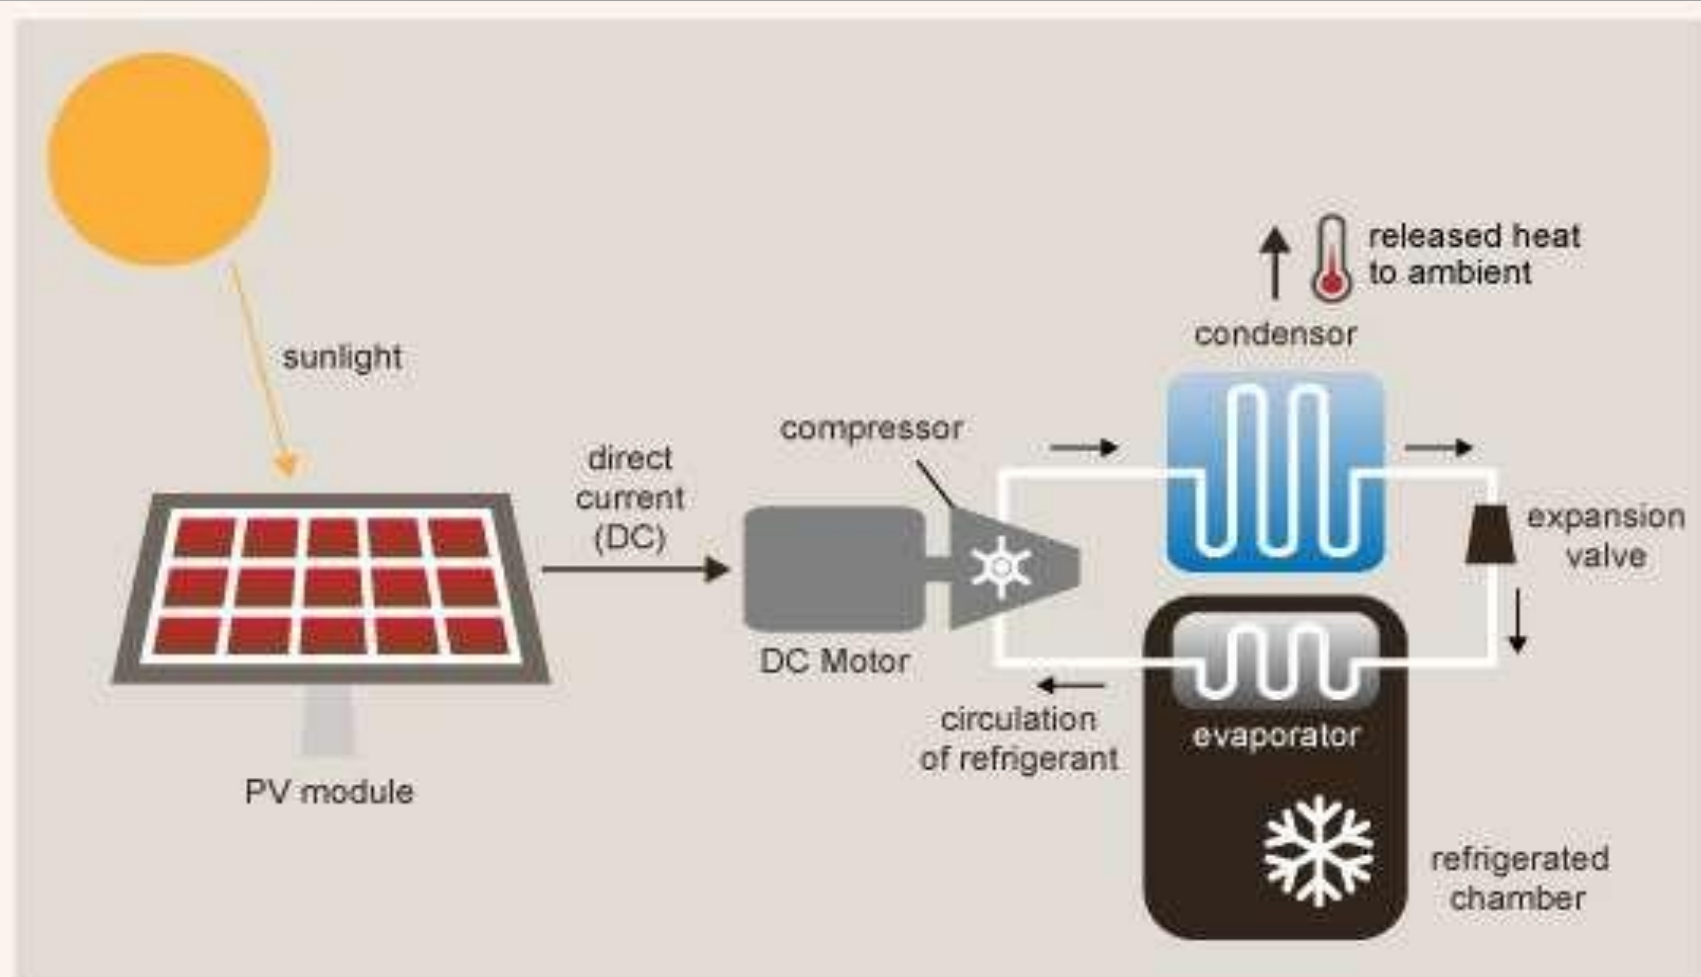 released heat
to ambient
condensor
sunlight
compressor
direct
current
(DC)
expansion
valve
DC Motor
circulation
of refrigerant
evaporator
PV module
refrigerated
chamber